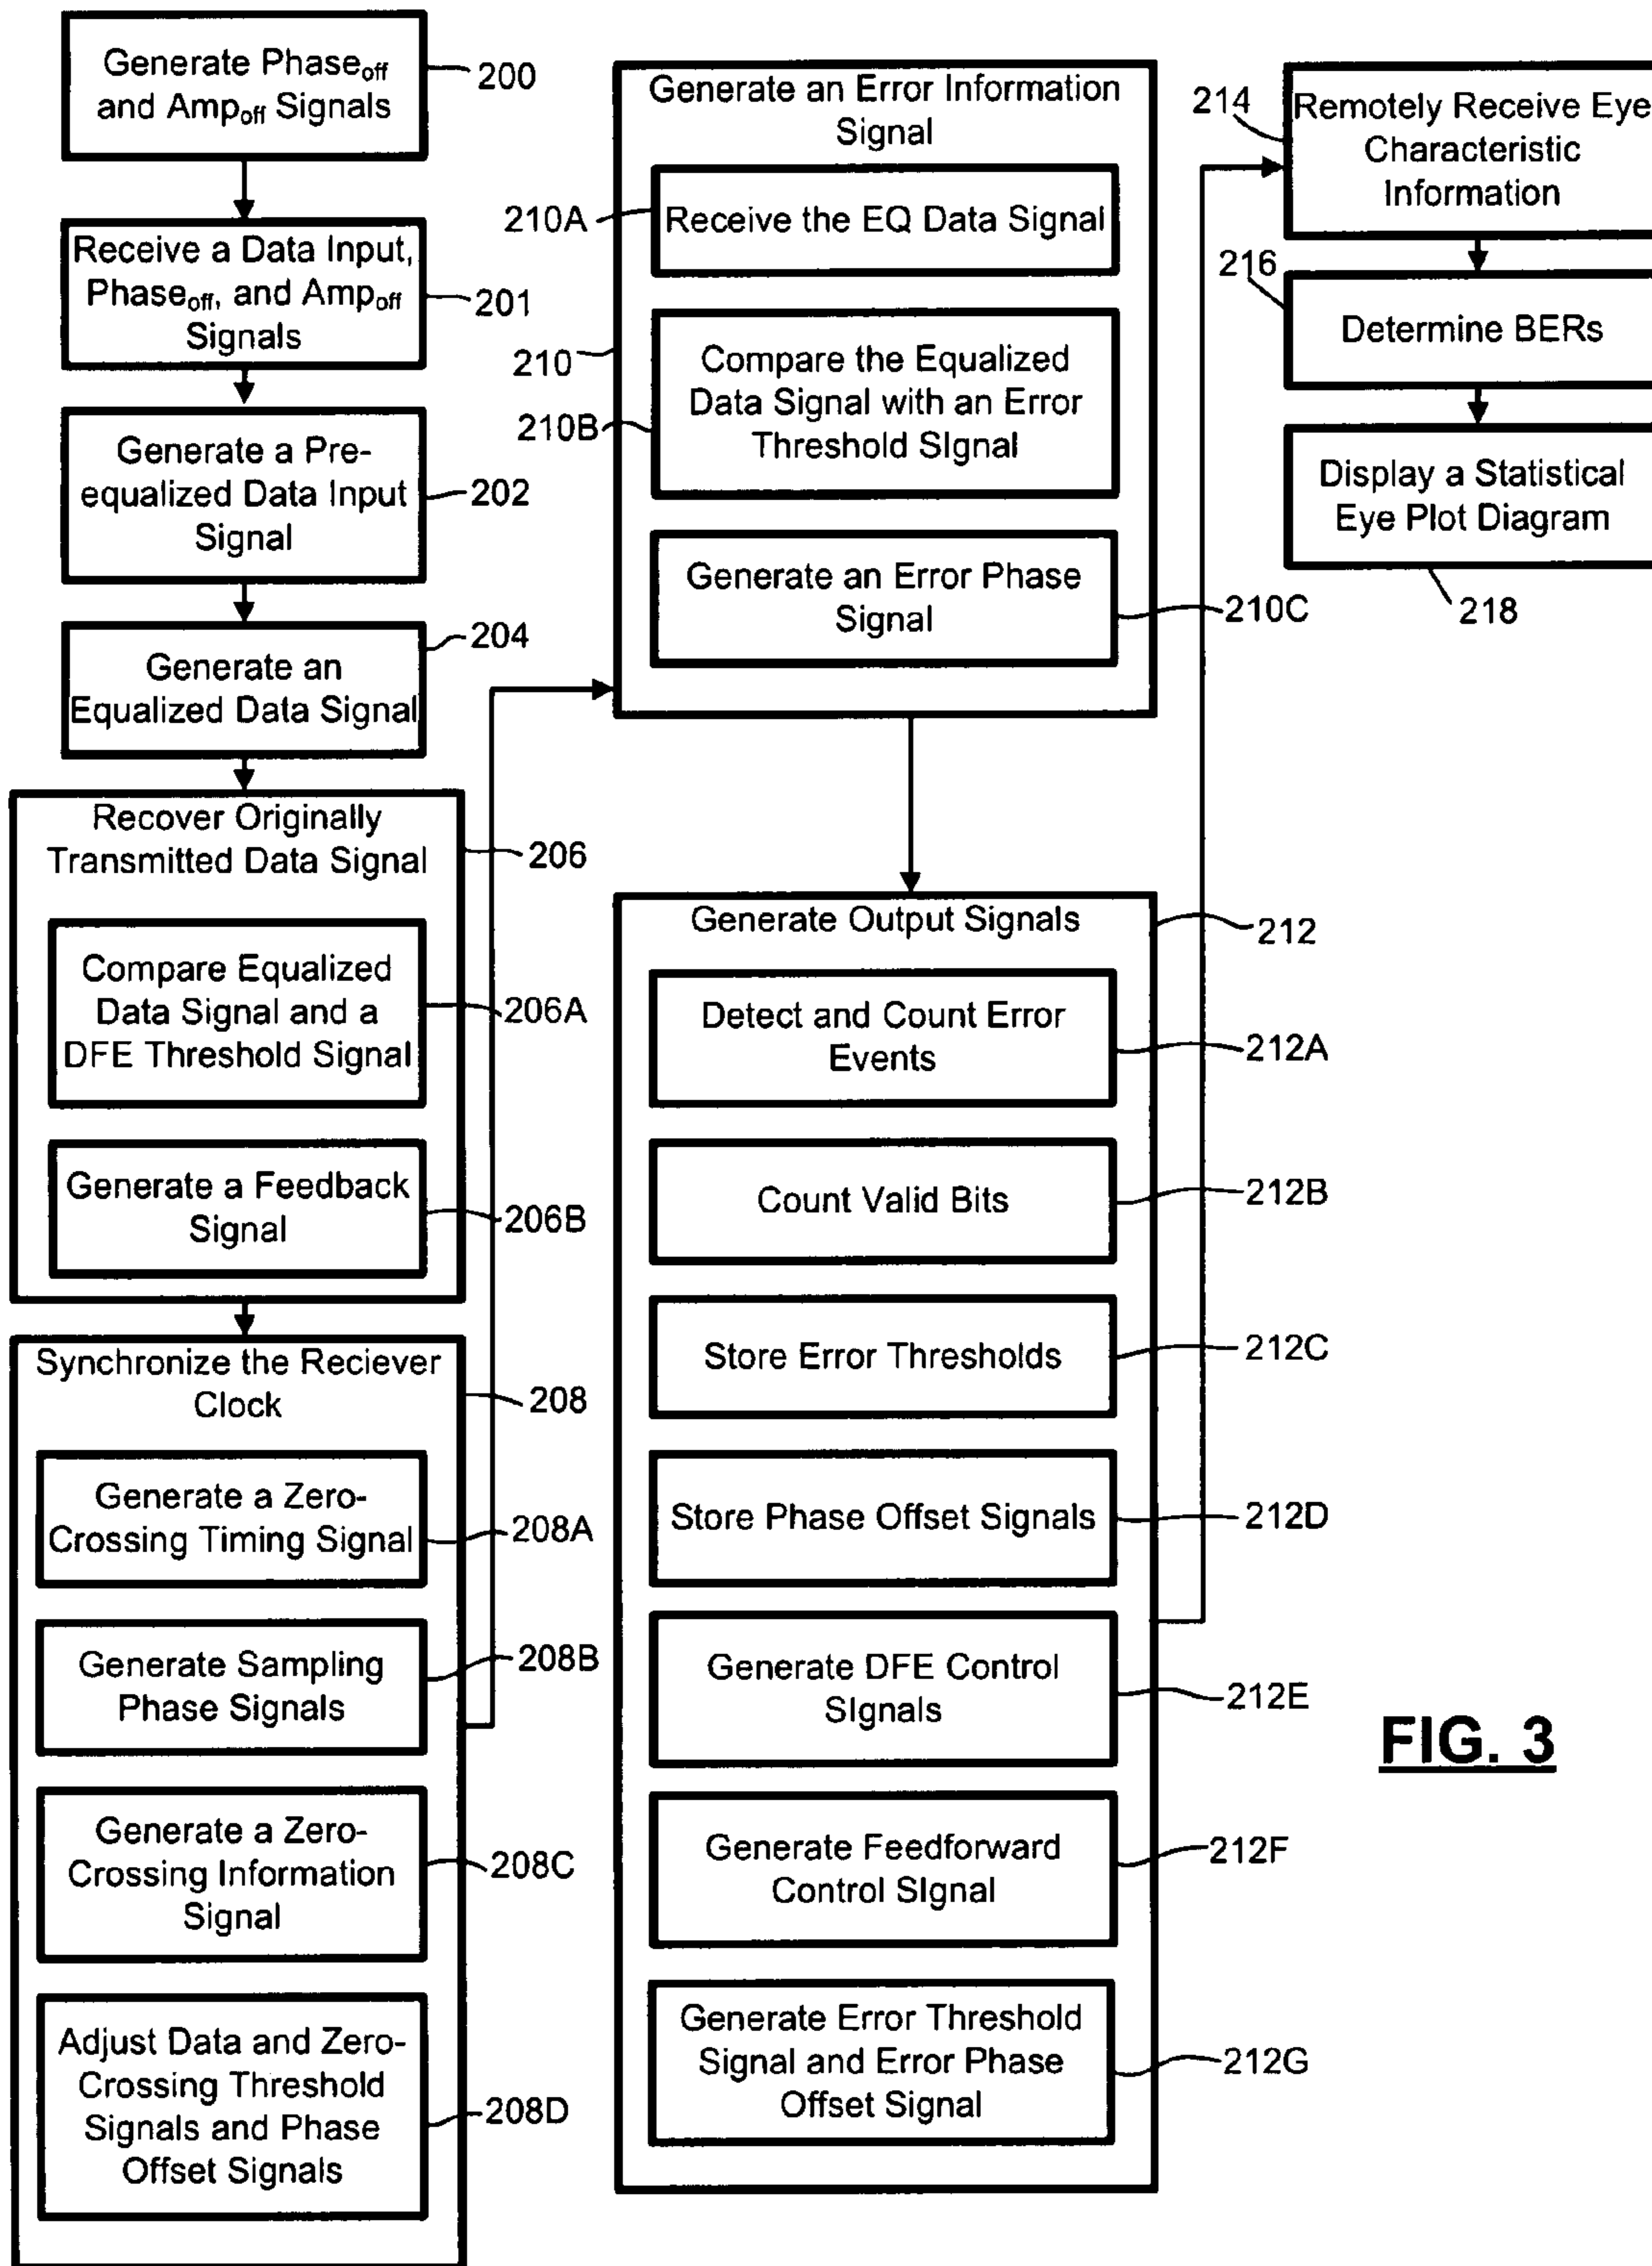 Generate Phaseoff
and Ampoff Signals
200
Receive a Data Input,
Phaseoff, and Ampoff
Signals
201
Generate a Pre-
equalized Data Input
Signal
202
Generate an
Equalized Data Signal
204
Recover Originally
Transmitted Data Signal
206
Compare Equalized
Data Signal and a
DFE Threshold Signal
206A
Generate a Feedback
Signal
206B
Synchronize the Reciever
Clock
208
Generate a Zero-
Crossing Timing Signal
208A
Generate Sampling
Phase Signals
208B
Generate a Zero-
Crossing Information
Signal
208C
Adjust Data and Zero-
Crossing Threshold
Signals and Phase
Offset Signals
208D
Generate an Error Information
Signal
210
210A
Receive the EQ Data Signal
210B
Compare the Equalized
Data Signal with an Error
Threshold SIgnal
Generate an Error Phase
Signal
210C
Generate Output Signals
212
Detect and Count Error
Events
212A
Count Valid Bits
212B
Store Error Thresholds
212C
Store Phase Offset Signals
212D
Generate DFE Control
SIgnals
212E
Generate Feedforward
Control SIgnal
212F
Generate Error Threshold
Signal and Error Phase
Offset Signal
212G
214
Remotely Receive Eye
Characteristic
Information
216
Determine BERs
Display a Statistical
Eye Plot Diagram
218
FIG. 3